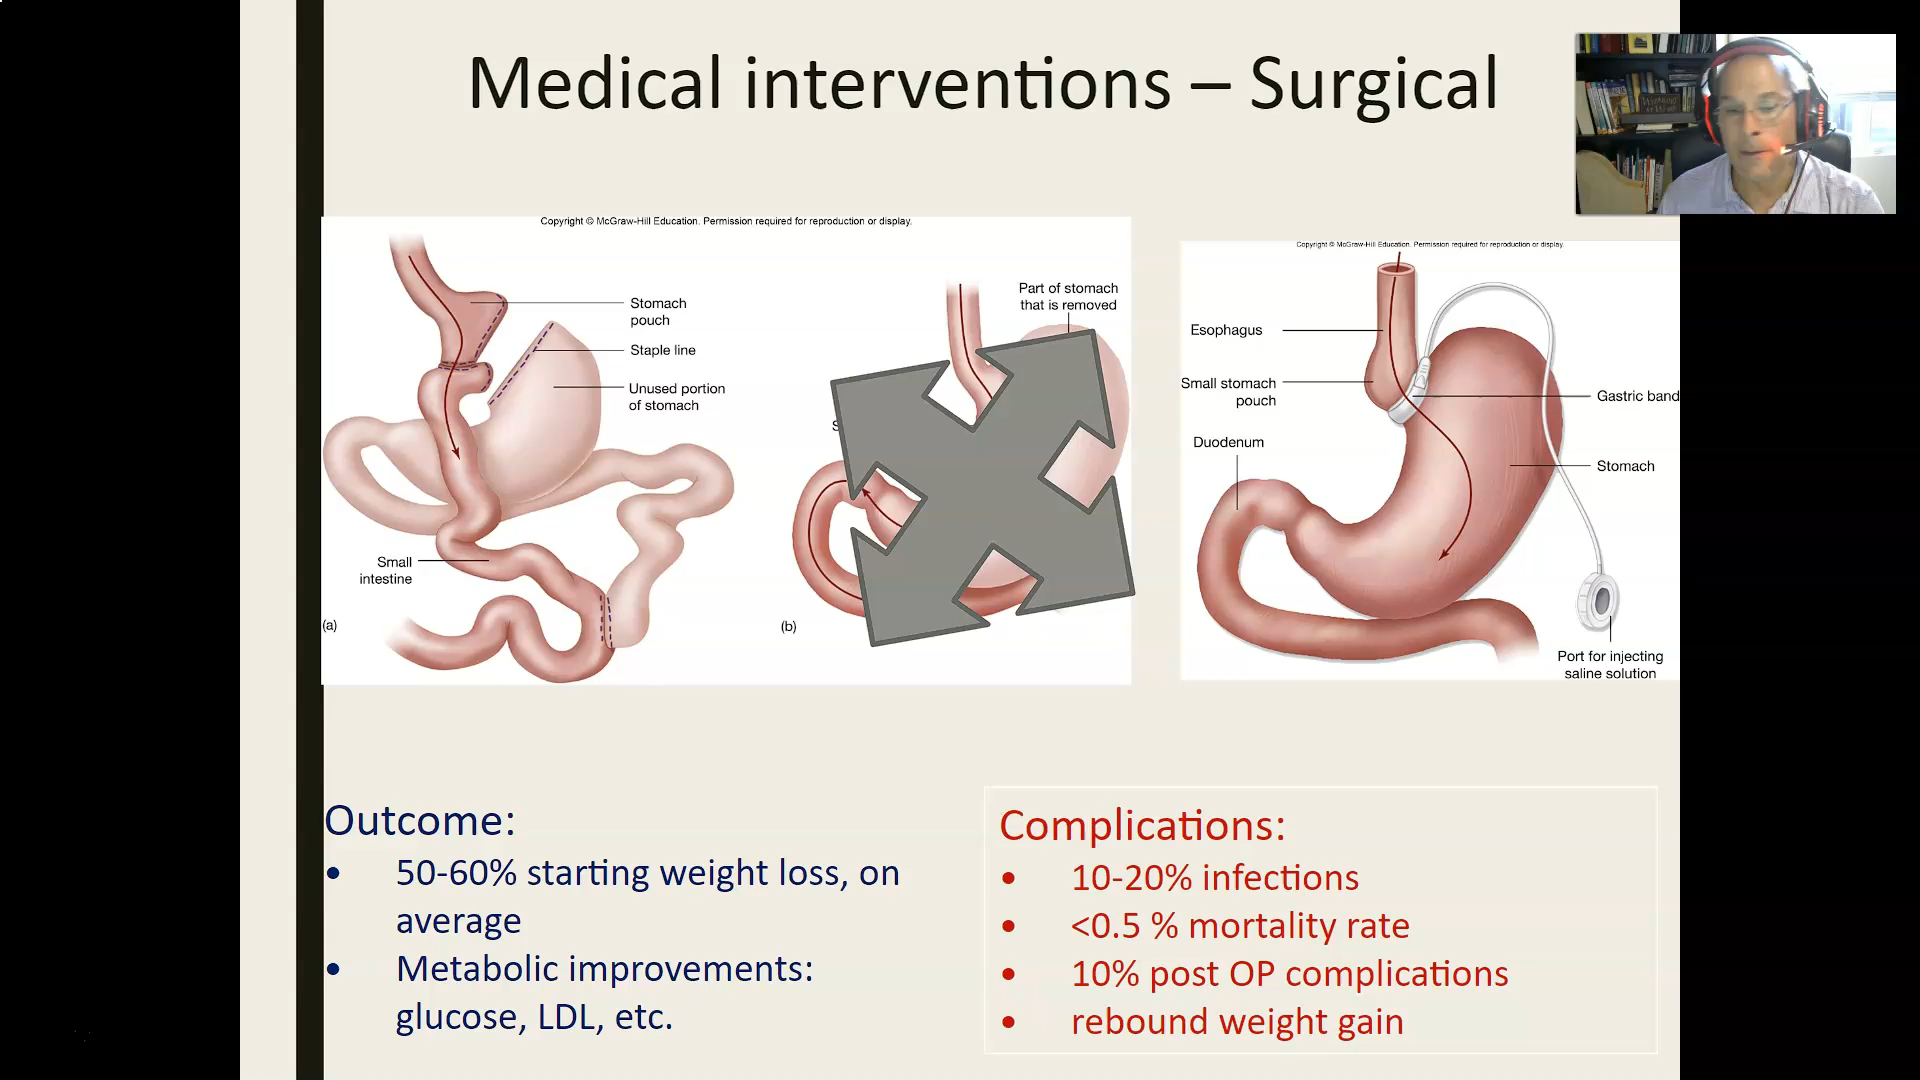 Medical interventions – Surgical
Copyright © McGraw-Hill Education. Permission required for reproduction or display.
Stomach
pouch
Staple line
Unused portion
of stomach
Small
intestine
(a)
Part of stomach
that is removed
(b)
Copyright © McGraw-Hill Education. Permission required for reproduction or display.
Esophagus
Small stomach
pouch
Duodenum
Gastric band
Stomach
Port for injecting
saline solution
Outcome:
• 50-60% starting weight loss, on
average
• Metabolic improvements:
glucose, LDL, etc.
Complications:
• 10-20% infections
• <0.5 % mortality rate
• 10% post OP complications
• rebound weight gain